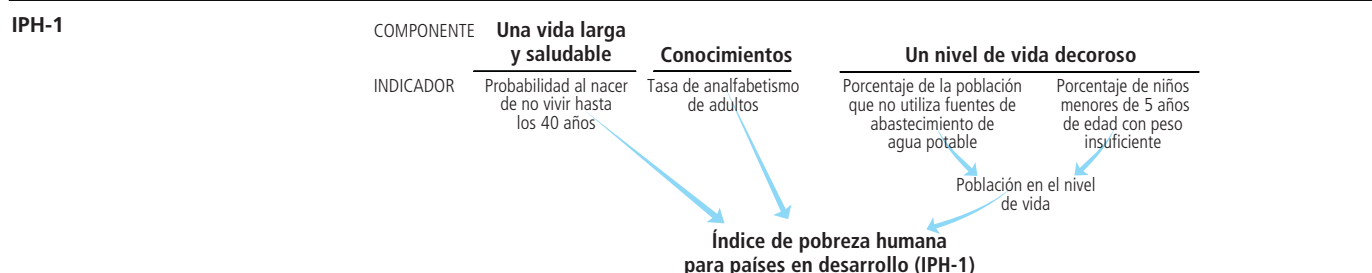 IPH-1
COMPONENTE
Una vida larga
y saludable
Conocimientos
Un nivel de vida decoroso
INDICADOR
Probabilidad al nacer
de no vivir hasta
los 40 años
Tasa de analfabetismo
de adultos
Porcentaje de la población
que no utiliza fuentes de
abastecimiento de
agua potable
Porcentaje de niños
menores de 5 años
de edad con peso
insuficiente
Población en el nivel
de vida
Índice de pobreza humana
para países en desarrollo (IPH-1)